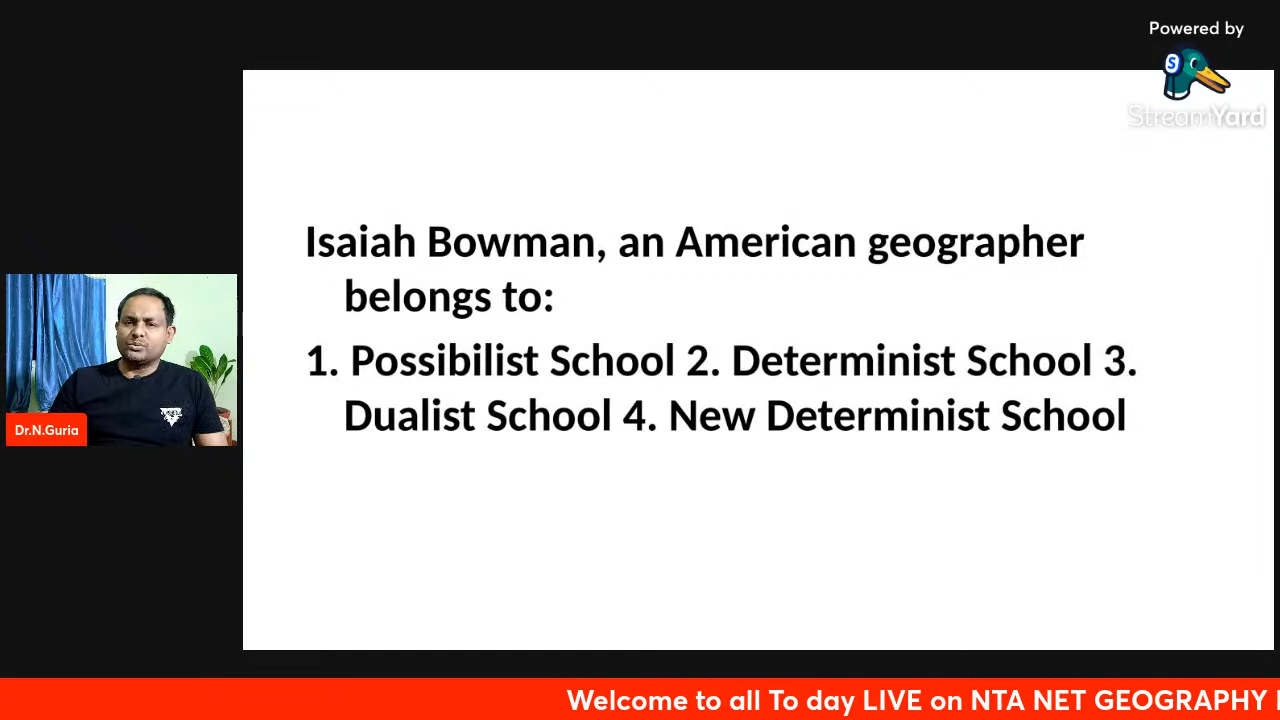 Powered by
S
StreamYard
Isaiah Bowman, an American geographer
belongs to:
1. Possibilist School 2. Determinist School 3.
Dualist School 4. New Determinist School
Dr.N.Guria
Welcome to all To day LIVE on NTA NET GEOGRAPHY